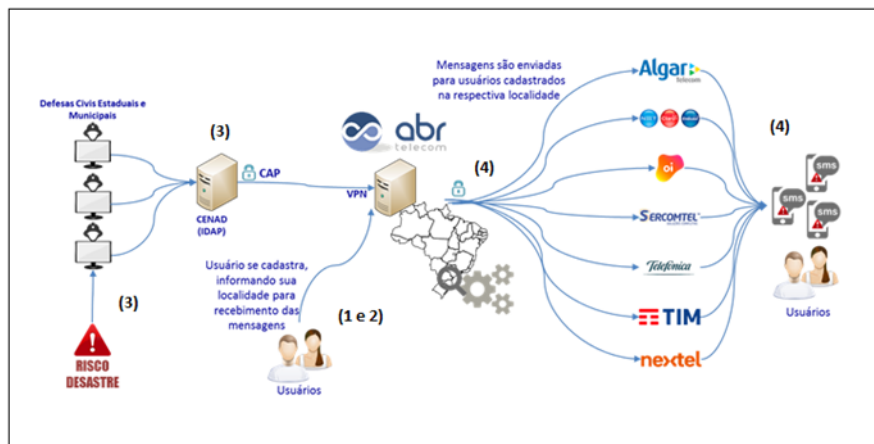 Defesas Civis Estaduais e
Municipais
(3)
CENAD
(IDAP)
CAP
(3)
RISCO
DESASTRE
abr
telecom
VPN
Usuário se cadastra,
informando sua
localidade para
recebimento das
mensagens
(1 e 2)
Usuários
Mensagens são enviadas
para usuários cadastrados
na respectiva localidade
(4)
Algar
telecom
Claro
oi
SERCOMTEL
Telefónica
TIM
nextel
(4)
sms
sms
sms
Usuários